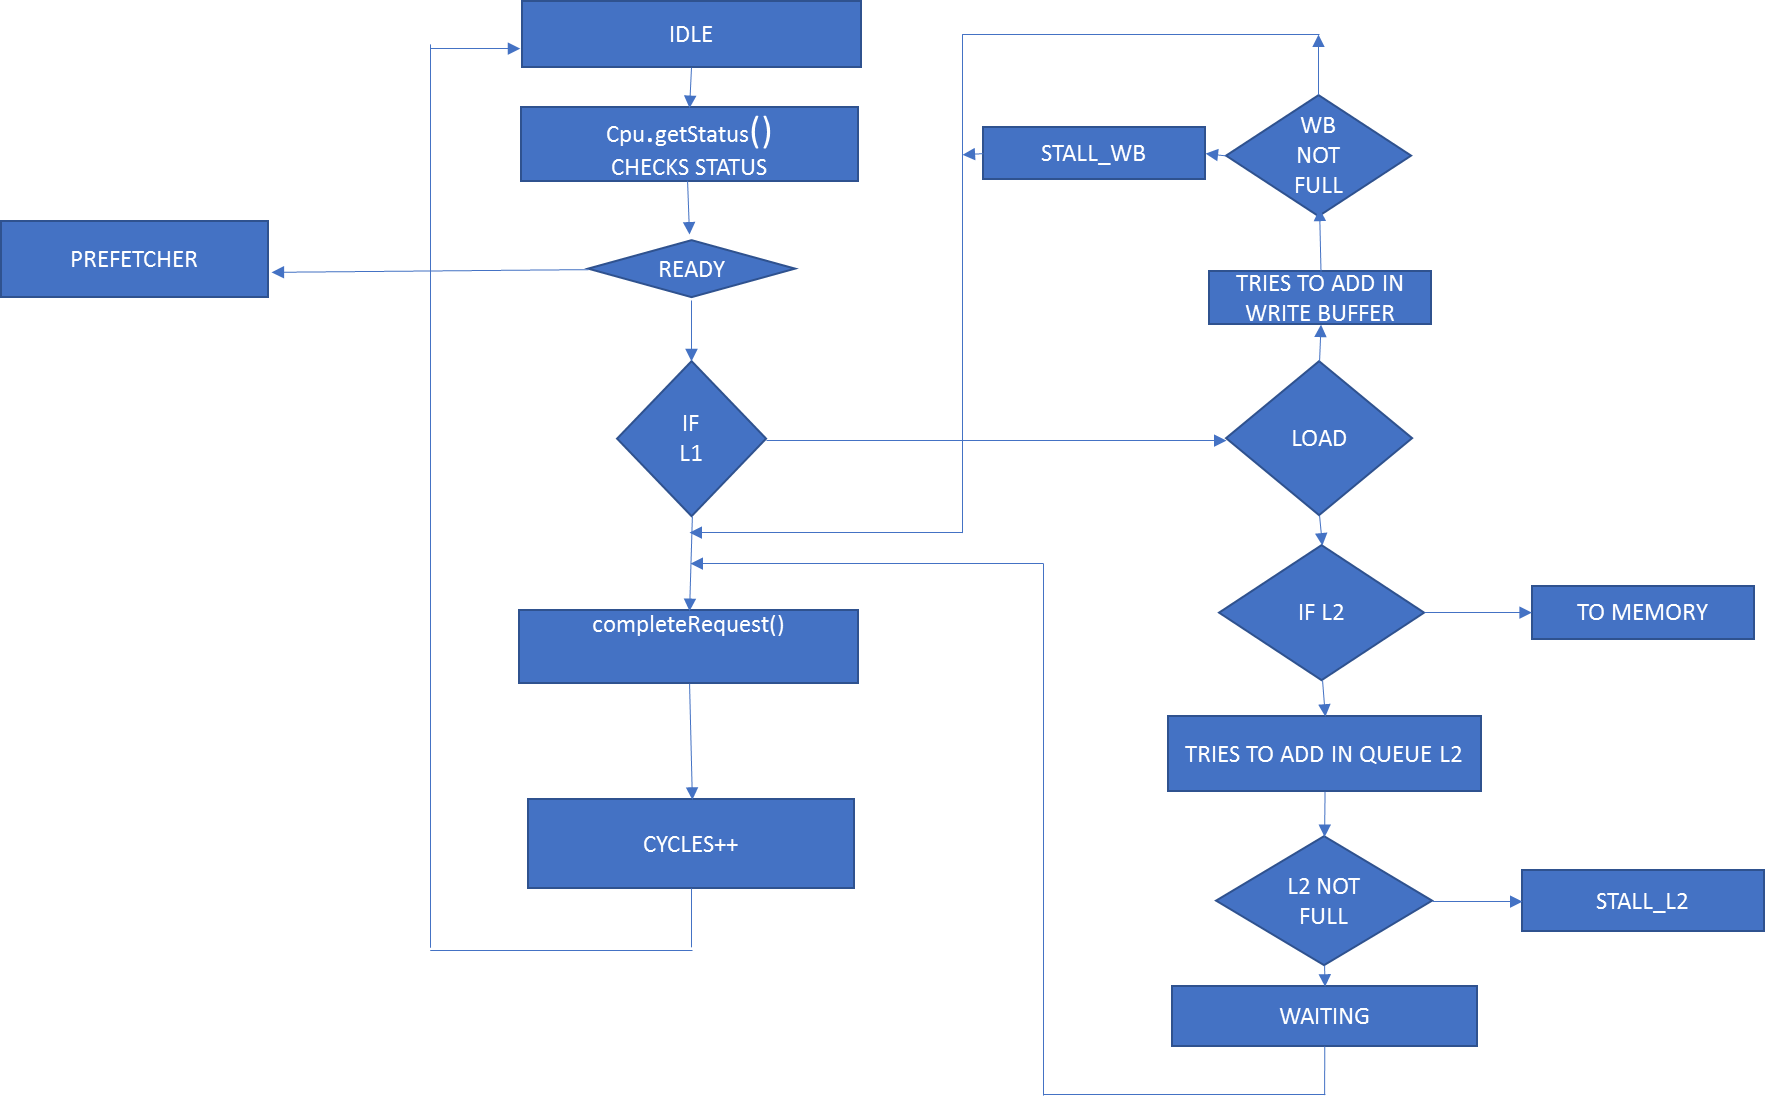 IDLE
Cpu.getStatus()
CHECKS STATUS
PREFETCHER
READY
IF
L1
completeRequest()
CYCLES++
WB
NOT
FULL
STALL_WB
TRIES TO ADD IN
WRITE BUFFER
LOAD
IF L2
TO MEMORY
TRIES TO ADD IN QUEUE L2
L2 NOT
FULL
STALL_L2
WAITING